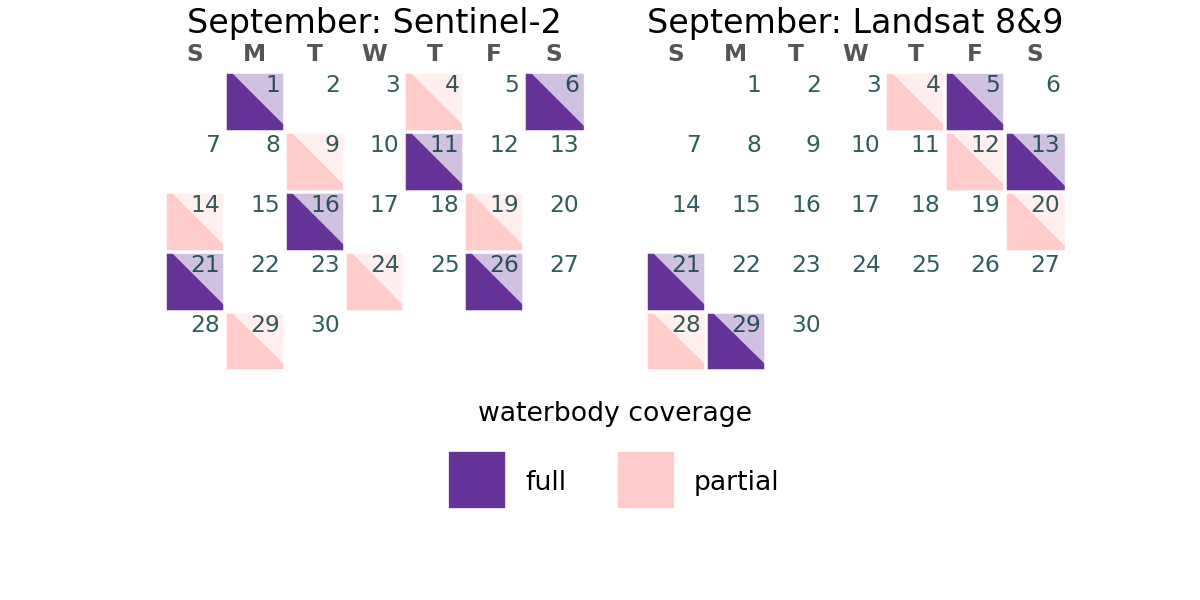 September: Sentinel-2
S M T W T F S
1 2 3 4 5 6
7 8 9 10 11 12 13
14 15 16 17 18 19 20
21 22 23 24 25 26 27
28 29 30
September: Landsat 8&9
S M T W T F S
1 2 3 4 5 6
7 8 9 10 11 12 13
14 15 16 17 18 19 20
21 22 23 24 25 26 27
28 29 30
waterbody coverage
full partial